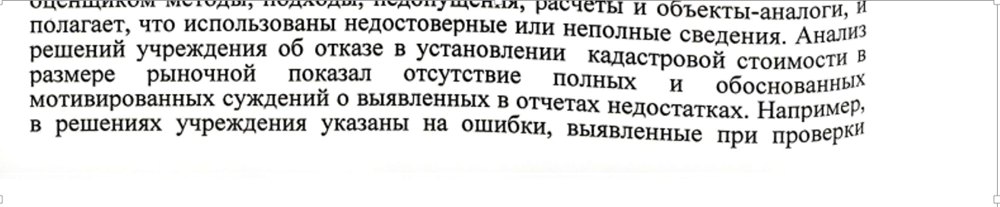 оценщиком методы, подходы, недопущения, расчеты и объекты-аналоги, и
полагает, что использованы недостоверные или неполные сведения. Анализ
решений учреждения об отказе в установлении кадастровой стоимости в
размере рыночной показал отсутствие полных и обоснованных
мотивированных суждений о выявленных в отчетах недостатках. Например,
в решениях учреждения указаны на ошибки, выявленные при проверки